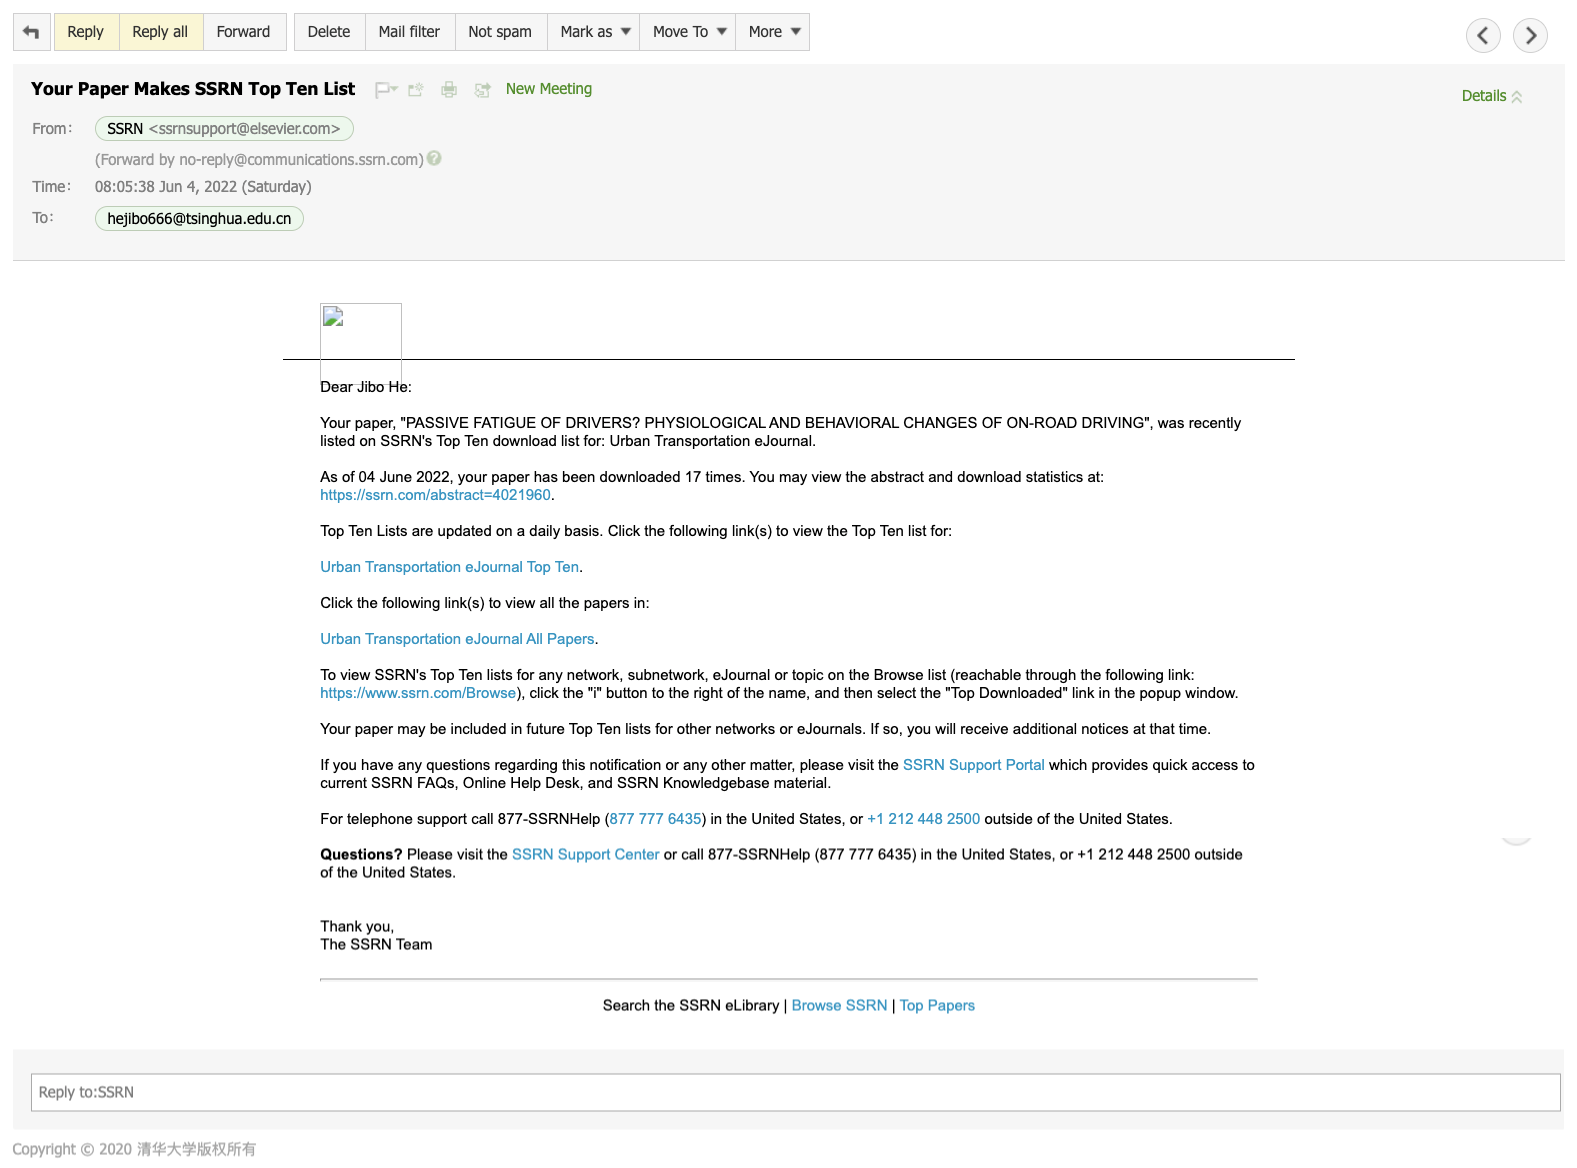 Reply Reply all Forward Delete Mail filter Not spam Mark as Move To More
Your Paper Makes SSRN Top Ten List New Meeting
Details
From: SSRN <ssrnsupport@elsevier.com>
(Forward by no-reply@communications.ssrn.com) ?
Time: 08:05:38 Jun 4, 2022 (Saturday)
To: hejibo666@tsinghua.edu.cn
Dear Jibo He:
Your paper, "PASSIVE FATIGUE OF DRIVERS? PHYSIOLOGICAL AND BEHAVIORAL CHANGES OF ON-ROAD DRIVING", was recently
listed on SSRN's Top Ten download list for: Urban Transportation eJournal.
As of 04 June 2022, your paper has been downloaded 17 times. You may view the abstract and download statistics at:
https://ssrn.com/abstract=4021960.
Top Ten Lists are updated on a daily basis. Click the following link(s) to view the Top Ten list for:
Urban Transportation eJournal Top Ten.
Click the following link(s) to view all the papers in:
Urban Transportation eJournal All Papers.
To view SSRN's Top Ten lists for any network, subnetwork, eJournal or topic on the Browse list (reachable through the following link:
https://www.ssrn.com/Browse), click the "i" button to the right of the name, and then select the "Top Downloaded" link in the popup window.
Your paper may be included in future Top Ten lists for other networks or eJournals. If so, you will receive additional notices at that time.
If you have any questions regarding this notification or any other matter, please visit the SSRN Support Portal which provides quick access to
current SSRN FAQs, Online Help Desk, and SSRN Knowledgebase material.
For telephone support call 877-SSRNHelp (877 777 6435) in the United States, or +1 212 448 2500 outside of the United States.
Questions? Please visit the SSRN Support Center or call 877-SSRNHelp (877 777 6435) in the United States, or +1 212 448 2500 outside
of the United States.
Thank you,
The SSRN Team
Search the SSRN eLibrary | Browse SSRN | Top Papers
Reply to:SSRN
Copyright © 2020 清华大学版权所有